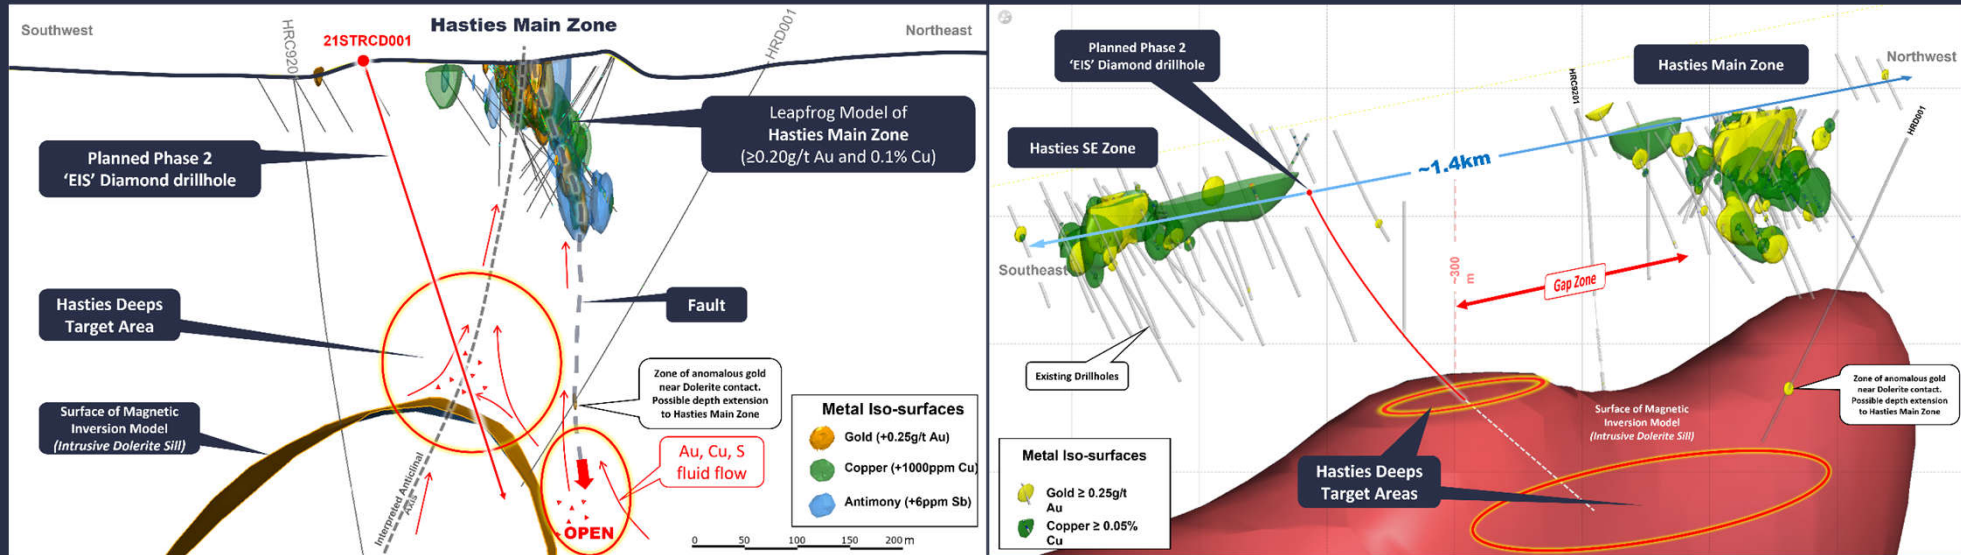 Southwest
Hasties Main Zone
Northeast
HRC920
21STRCD001
HRD001
Planned Phase 2
‘EIS’ Diamond drillhole
Leapfrog Model of
Hasties Main Zone
(≥0.20g/t Au and 0.1% Cu)
Hasties Deeps
Target Area
Fault
Surface of Magnetic
Inversion Model
(Intrusive Dolerite Sill)
Zone of anomalous gold
near Dolerite contact.
Possible depth extension
to Hasties Main Zone
Au, Cu, S
fluid flow
Interpreted Anticlinal
Axis
OPEN
Metal Iso-surfaces
Gold (+0.25g/t Au)
Copper (+1000ppm Cu)
Antimony (+6ppm Sb)
0 50 100 150 200 m
Planned Phase 2
‘EIS’ Diamond drillhole
Hasties Main Zone
Northwest
HRC9201
HRD001
Hasties SE Zone
~1.4km
Southeast
~300
m
Gap Zone
Existing Drillholes
Zone of anomalous gold
near Dolerite contact.
Possible depth extension
to Hasties Main Zone
Surface of Magnetic
Inversion Model
(Intrusive Dolerite Sill)
Hasties Deeps
Target Areas
Metal Iso-surfaces
Gold ≥ 0.25g/t
Au
Copper ≥ 0.05%
Cu